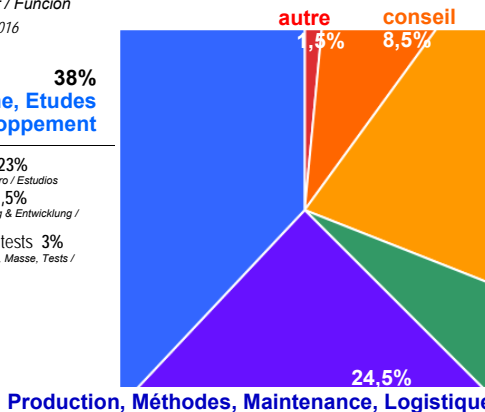 / Función
016
autre
conseil
1,5%
8,5%
38%
e, Etudes
oppement
23%
ro / Estudios
,5%
g & Entwicklung /
tests 3%
, Masse, Tests /
24,5%
Production, Méthodes, Maintenance, Logistique